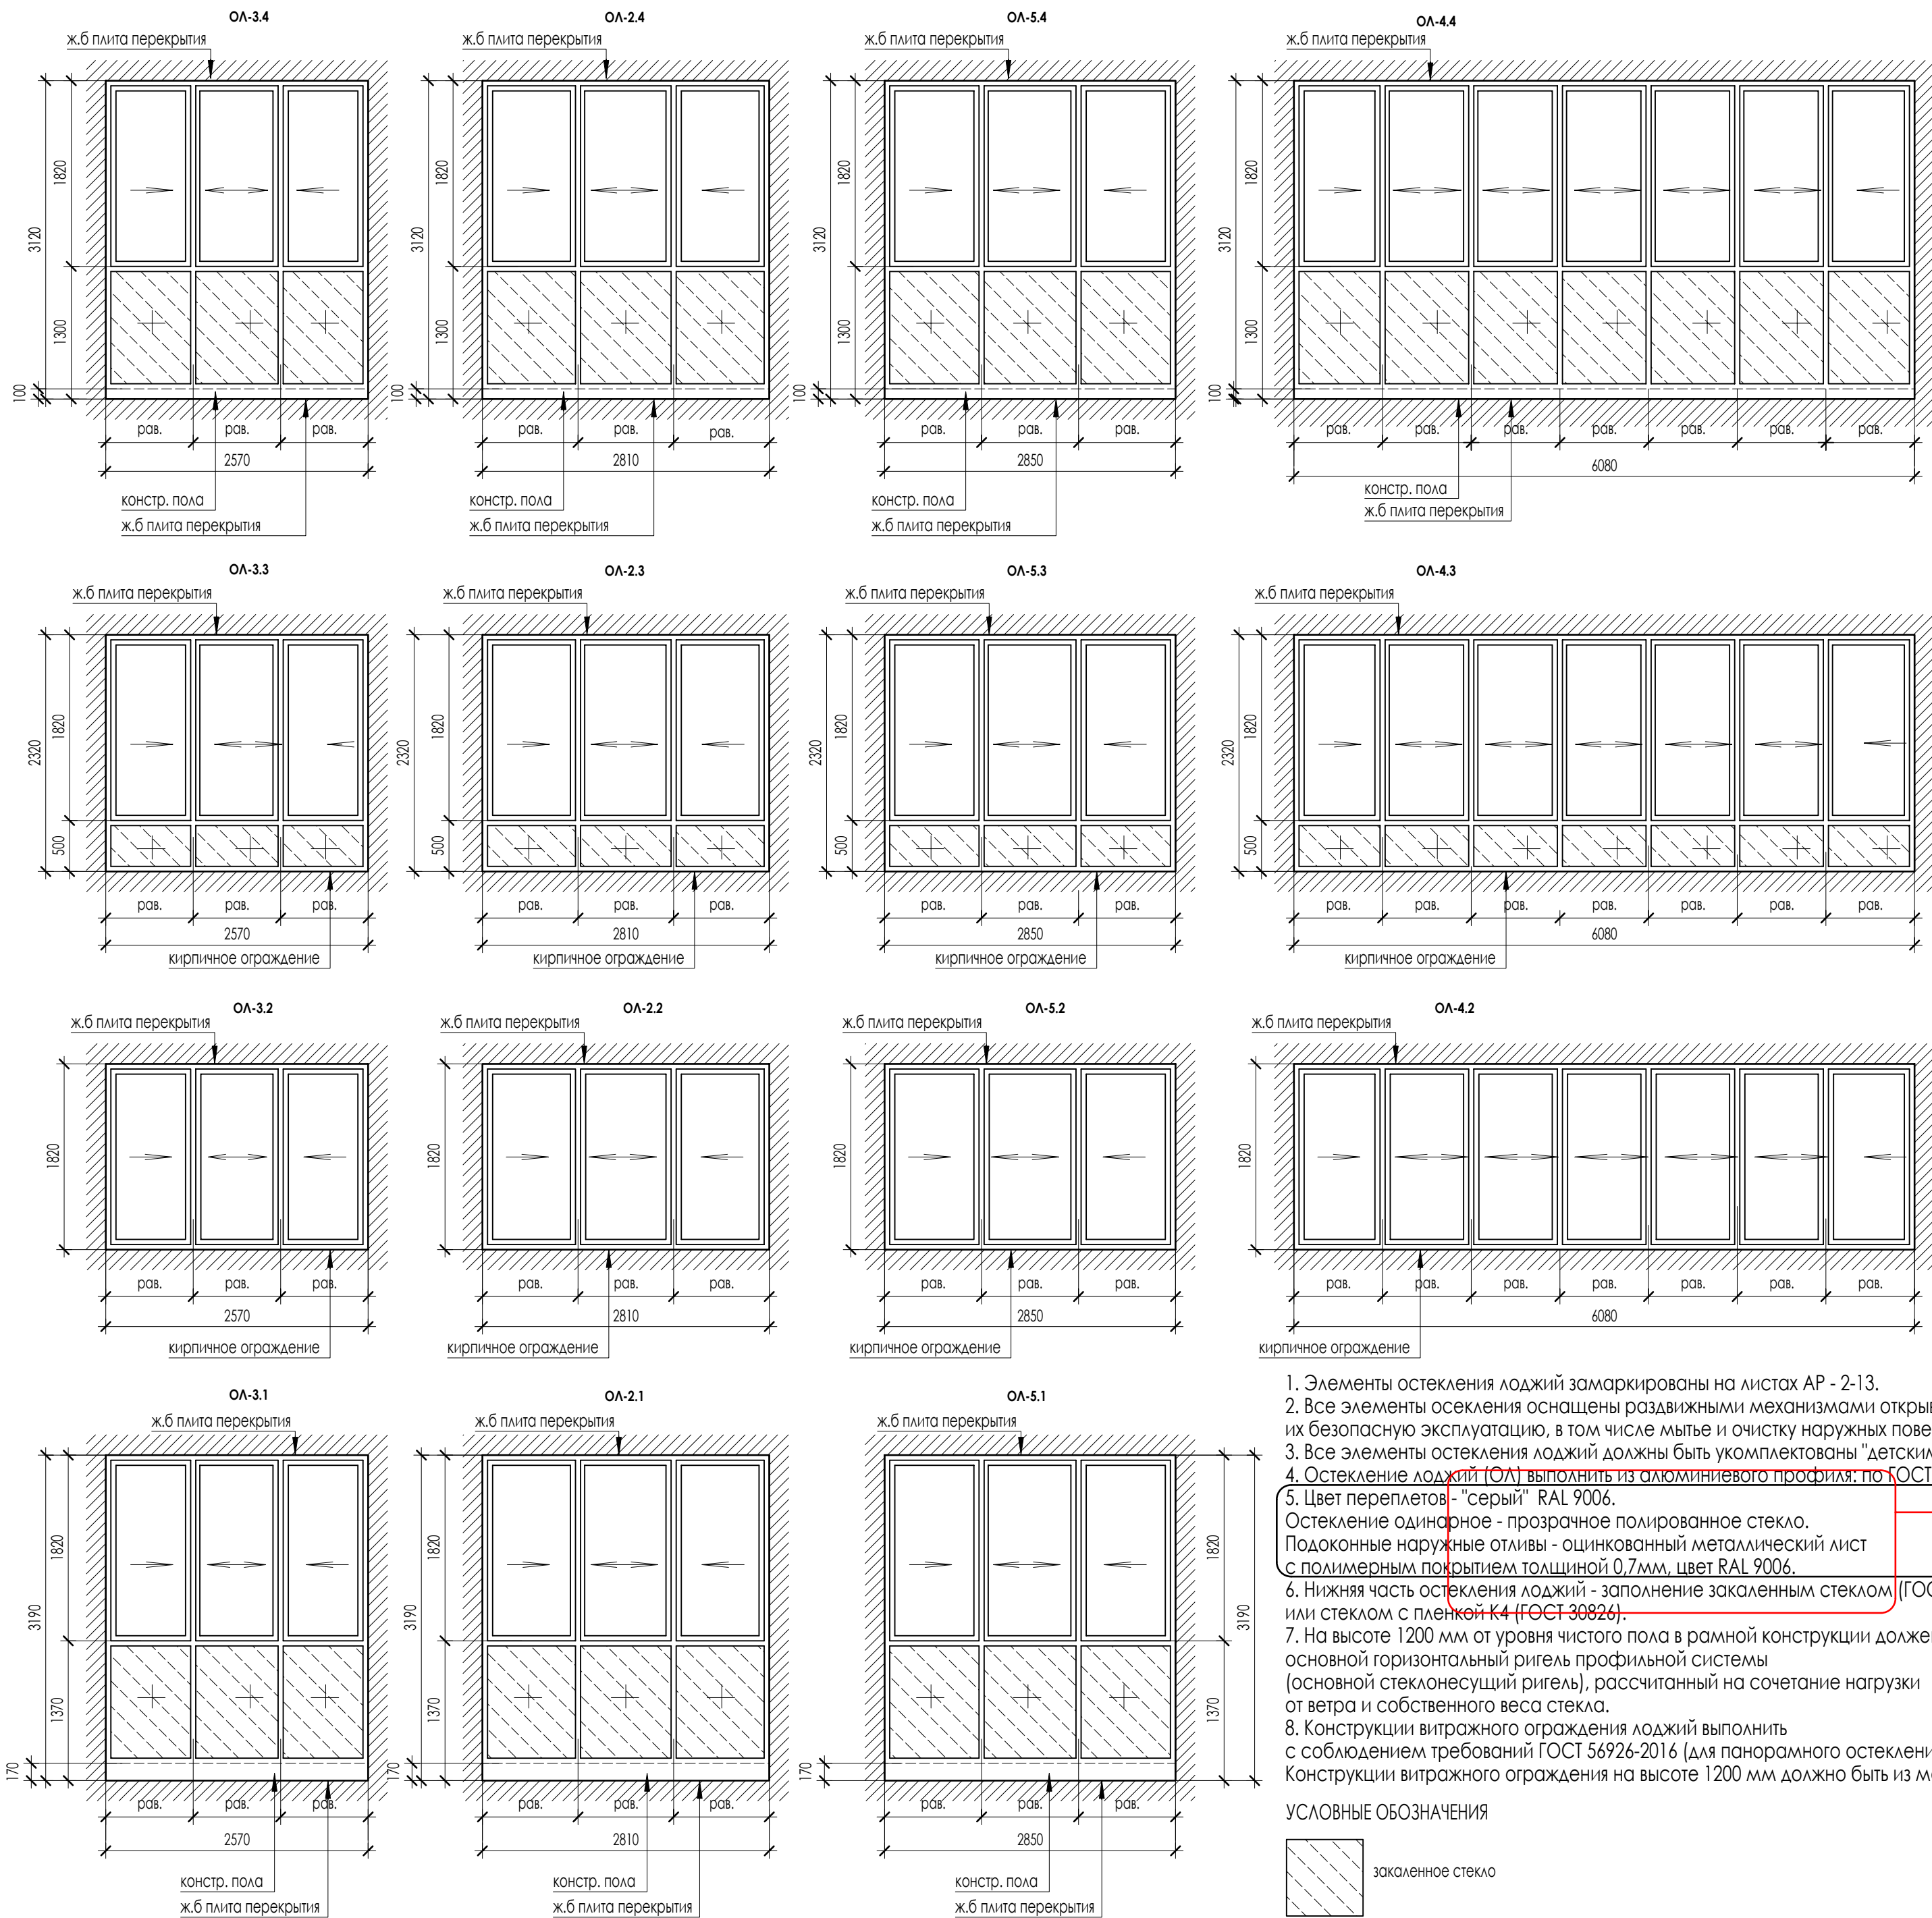 ОЛ-3.4
ж.б плита перекрытия
1820
3120
1300
100
рав. рав. рав.
2570
констр. пола
ж.б плита перекрытия
ОЛ-2.4
ж.б плита перекрытия
1820
3120
1300
100
рав. рав. рав.
2810
констр. пола
ж.б плита перекрытия
ОЛ-5.4
ж.б плита перекрытия
1820
3120
1300
100
рав. рав. рав.
2850
констр. пола
ж.б плита перекрытия
ОЛ-4.4
ж.б плита перекрытия
1820
3120
1300
100
рав. рав. рав. рав. рав. рав. рав.
6080
констр. пола
ж.б плита перекрытия
ОЛ-3.3
ж.б плита перекрытия
1820
2320
500
рав. рав. рав.
2570
кирпичное ограждение
ОЛ-2.3
ж.б плита перекрытия
1820
2320
500
рав. рав. рав.
2810
кирпичное ограждение
ОЛ-5.3
ж.б плита перекрытия
1820
2320
500
рав. рав. рав.
2850
кирпичное ограждение
ОЛ-4.3
ж.б плита перекрытия
1820
2320
500
рав. рав. рав. рав. рав. рав. рав.
6080
кирпичное ограждение
ОЛ-3.2
ж.б плита перекрытия
1820
рав. рав. рав.
2570
кирпичное ограждение
ОЛ-2.2
ж.б плита перекрытия
1820
рав. рав. рав.
2810
кирпичное ограждение
ОЛ-5.2
ж.б плита перекрытия
1820
рав. рав. рав.
2850
кирпичное ограждение
ОЛ-4.2
ж.б плита перекрытия
1820
рав. рав. рав. рав. рав. рав. рав.
6080
кирпичное ограждение
ОЛ-3.1
ж.б плита перекрытия
1820
3190
1370
170
рав. рав. рав.
2570
констр. пола
ж.б плита перекрытия
ОЛ-2.1
ж.б плита перекрытия
1820
3190
1370
170
рав. рав. рав.
2810
констр. пола
ж.б плита перекрытия
ОЛ-5.1
ж.б плита перекрытия
1820
3190
1370
170
рав. рав. рав.
2850
констр. пола
ж.б плита перекрытия
1. Элементы остекления лоджий замаркированы на листах АР - 2-13.
2. Все элементы осекления оснащены раздвижными механизмами откры
их безопасную эксплуатацию, в том числе мытье и очистку наружных пове
3. Все элементы остекления лоджий должны быть укомплектованы "детским
4. Остекление лоджий (ОЛ) выполнить из алюминиевого профиля: по ГОСТ
5. Цвет переплетов - "серый" RAL 9006.
Остекление одинарное - прозрачное полированное стекло.
Подоконные наружные отливы - оцинкованный металлический лист
с полимерным покрытием толщиной 0,7мм, цвет RAL 9006.
6. Нижняя часть остекления лоджий - заполнение закаленным стеклом (ГОС
или стеклом с пленкой К4 (ГОСТ 30826).
7. На высоте 1200 мм от уровня чистого пола в рамной конструкции должен
основной горизонтальный ригель профильной системы
(основной стеклонесущий ригель), рассчитанный на сочетание нагрузки
от ветра и собственного веса стекла.
8. Конструкции витражного ограждения лоджий выполнить
с соблюдением требований ГОСТ 56926-2016 (для панорамного остеклени
Конструкции витражного ограждения на высоте 1200 мм должно быть из м
УСЛОВНЫЕ ОБОЗНАЧЕНИЯ
закаленное стекло